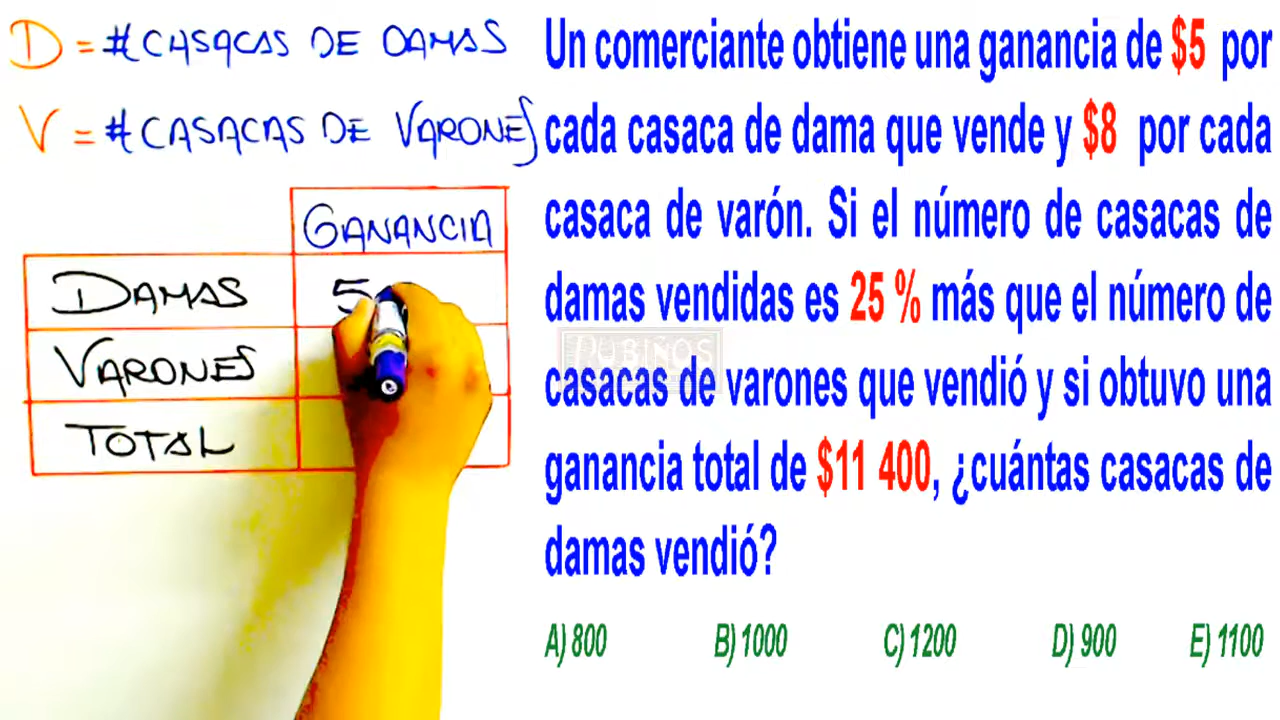 D = # CASACAS DE DAMAS
V = # CASACAS DE VARONES
GANANCIA
DAMAS 5
VARONES
TOTAL
Un comerciante obtiene una ganancia de $5 por
cada casaca de dama que vende y $8 por cada
casaca de varón. Si el número de casacas de
damas vendidas es 25 % más que el número de
casacas de varones que vendió y si obtuvo una
ganancia total de $11 400, ¿cuántas casacas de
damas vendió?
RUBIÑOS
A) 800 B) 1000 C) 1200 D) 900 E) 1100